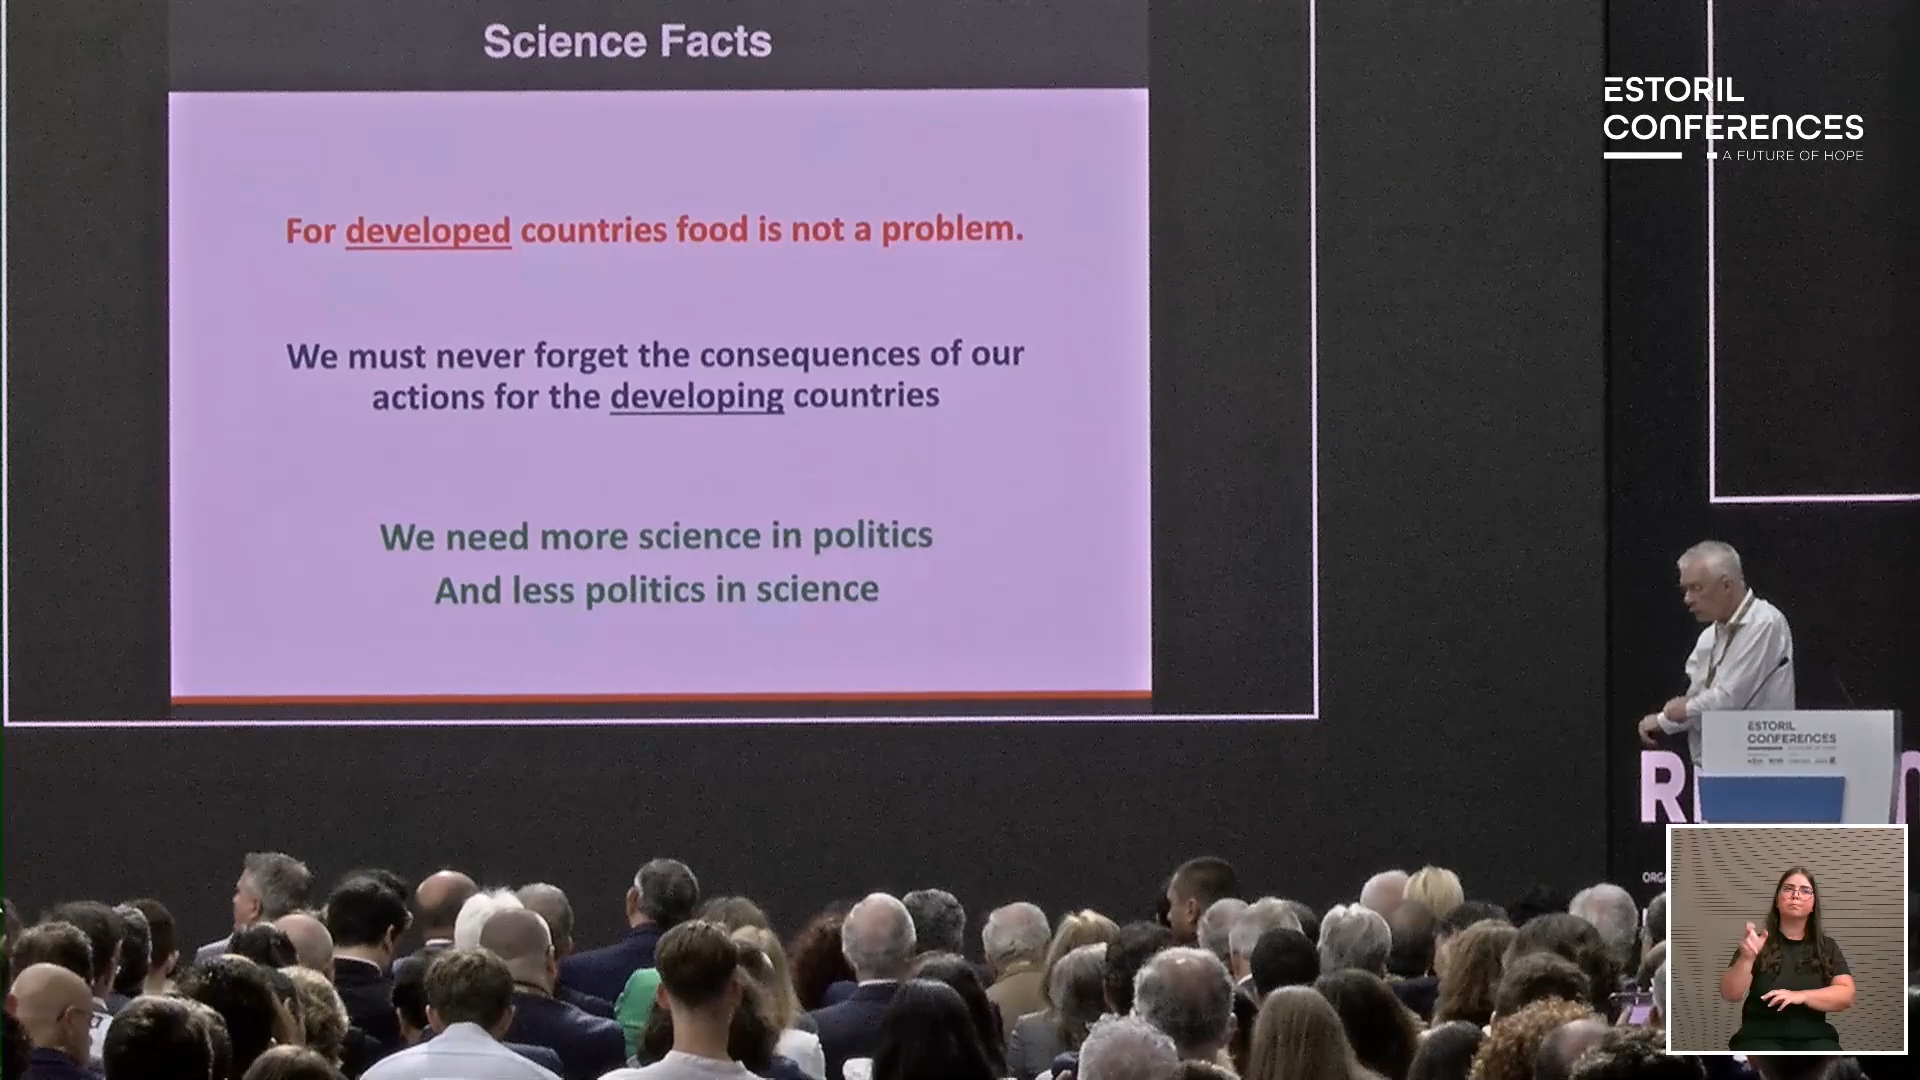 Science Facts
For developed countries food is not a problem.
We must never forget the consequences of our
actions for the developing countries
We need more science in politics
And less politics in science
ESTORIL
CONFERENCES
A FUTURE OF HOPE
ESTORIL
CONFERENCES